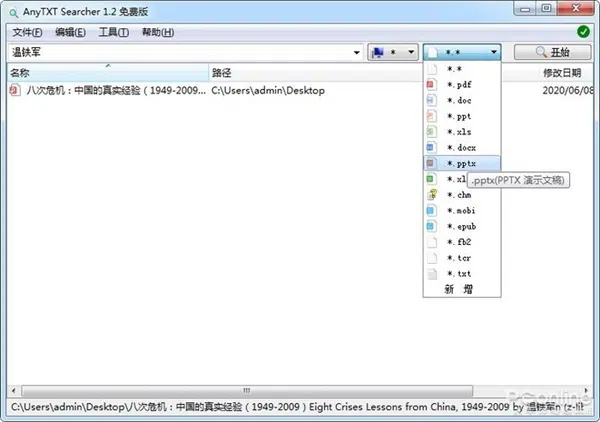 AnyTXT Searcher 1.2 免费版
文件(F) 编辑(E) 工具(T) 帮助(H)
温铁军 * *.* 开始
名称 路径 修改日期
八次危机：中国的真实经验（1949-2009... C:\Users\admin\Desktop 2020/06/08
*.*
*.pdf
*.doc
*.ppt
*.xls
*.docx
*.pptx
*.xl
.pptx(PPTX 演示文稿)
*.chm
*.mobi
*.epub
*.fb2
*.tcr
*.txt
新 增
PConline
C:\Users\admin\Desktop\八次危机：中国的真实经验（1949-2009）Eight Crises Lessons from China, 1949-2009 by 温铁军n (z-lit